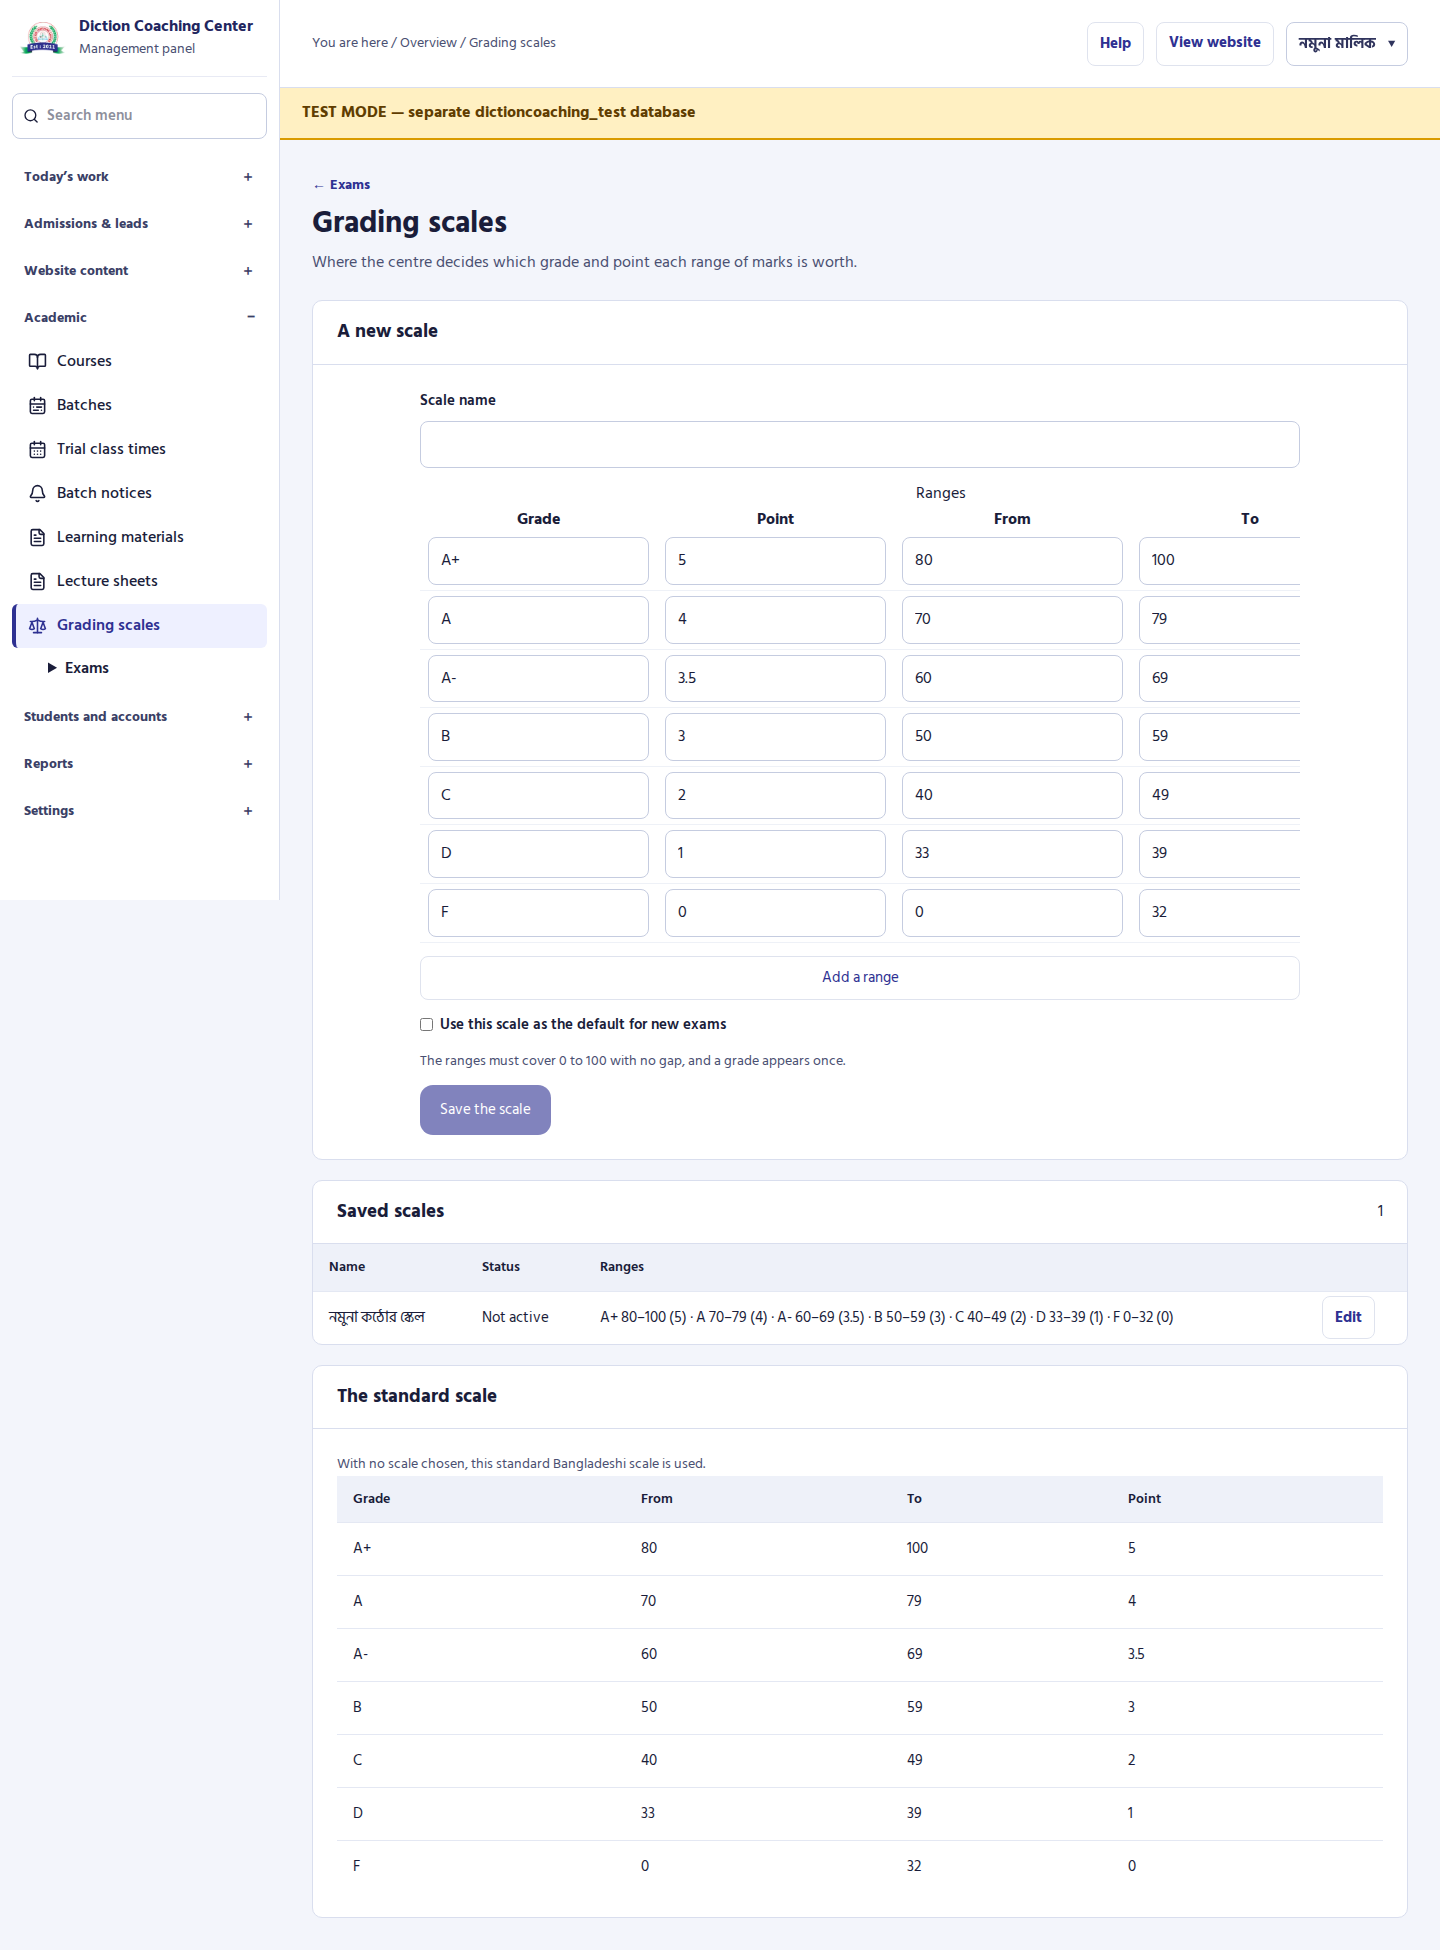 Diction Coaching Center
Management panel
Est : 2011
Search menu
Today's work +
Admissions & leads +
Website content +
Academic −
Courses
Batches
Trial class times
Batch notices
Learning materials
Lecture sheets
Grading scales
Exams
Students and accounts +
Reports +
Settings +
You are here / Overview / Grading scales
Help
View website
নমুনা মালিক
TEST MODE — separate dictioncoaching_test database
← Exams
Grading scales
Where the centre decides which grade and point each range of marks is worth.
A new scale
Scale name
Ranges
Grade Point From To
A+ 5 80 100
A 4 70 79
A- 3.5 60 69
B 3 50 59
C 2 40 49
D 1 33 39
F 0 0 32
Add a range
Use this scale as the default for new exams
The ranges must cover 0 to 100 with no gap, and a grade appears once.
Save the scale
Saved scales 1
Name Status Ranges
নমুনা কঠোর স্কেল Not active A+ 80–100 (5) · A 70–79 (4) · A- 60–69 (3.5) · B 50–59 (3) · C 40–49 (2) · D 33–39 (1) · F 0–32 (0) Edit
The standard scale
With no scale chosen, this standard Bangladeshi scale is used.
Grade From To Point
A+ 80 100 5
A 70 79 4
A- 60 69 3.5
B 50 59 3
C 40 49 2
D 33 39 1
F 0 32 0